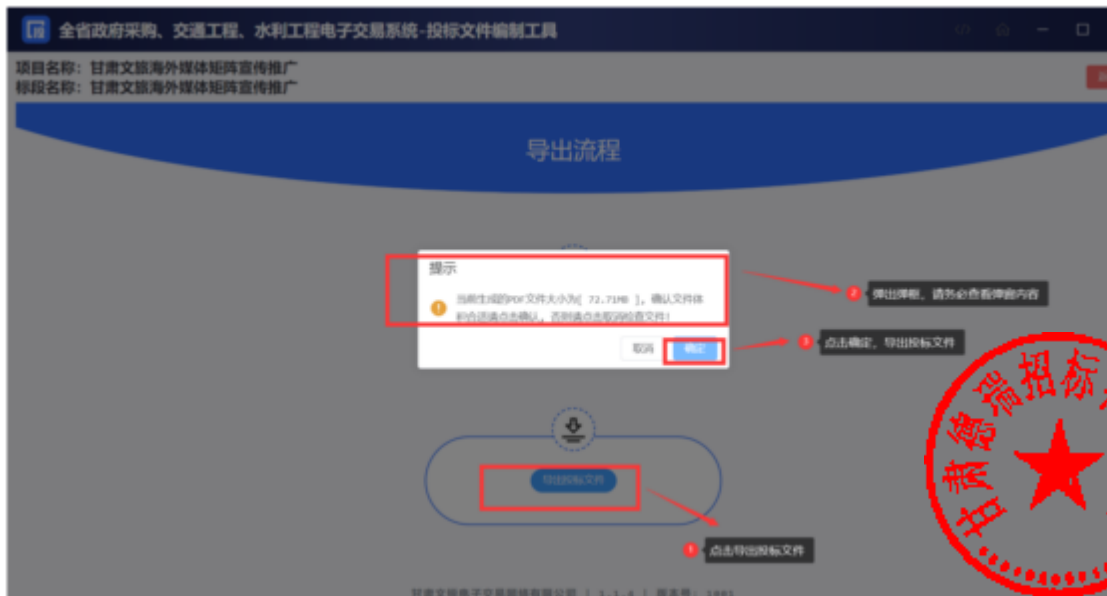 全省政府采购、交通工程、水利工程电子交易系统-投标文件编制工具
项目名称：甘肃文旅海外媒体矩阵宣传推广
标段名称：甘肃文旅海外媒体矩阵宣传推广
导出流程
提示
当前生成的PDF文件大小为[ 72.71MB ]，确认文件体
积合适请点击确认，否则请点击取消检查文件！
取消 确定
2 弹出弹框，请务必查看弹窗内容
3 点击确定，导出投标文件
导出投标文件
1 点击导出投标文件
甘肃德瑞招标